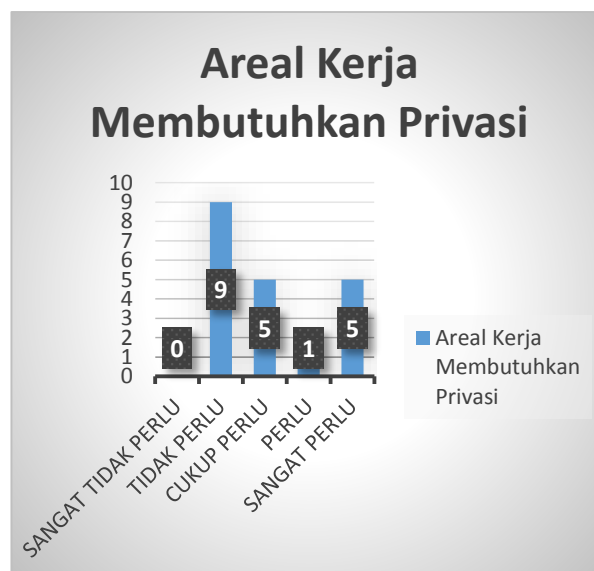 Areal Kerja
Membutuhkan Privasi
10
9
8
7
6
5
4
3
2
1
0
0
9
5
1
5
SANGAT TIDAK PERLU
TIDAK PERLU
CUKUP PERLU
PERLU
SANGAT PERLU
Areal Kerja
Membutuhkan
Privasi